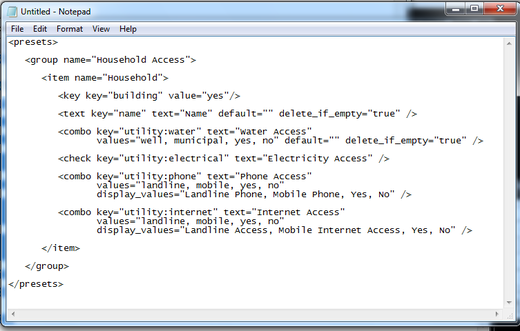 Untitled - Notepad
File Edit Format View Help
<presets>
<group name="Household Access">
<item name="Household">
<key key="building" value="yes"/>
<text key="name" text="Name" default="" delete_if_empty="true" />
<combo key="utility:water" text="Water Access"
values="well, municipal, yes, no" default="" delete_if_empty="true" />
<check key="utility:electrical" text="Electricity Access" />
<combo key="utility:phone" text="Phone Access"
values="landline, mobile, yes, no"
display_values="Landline Phone, Mobile Phone, Yes, No" />
<combo key="utility:internet" text="Internet Access"
values="landline, mobile, yes, no"
display_values="Landline Access, Mobile Internet Access, Yes, No" />
</item>
</group>
</presets>